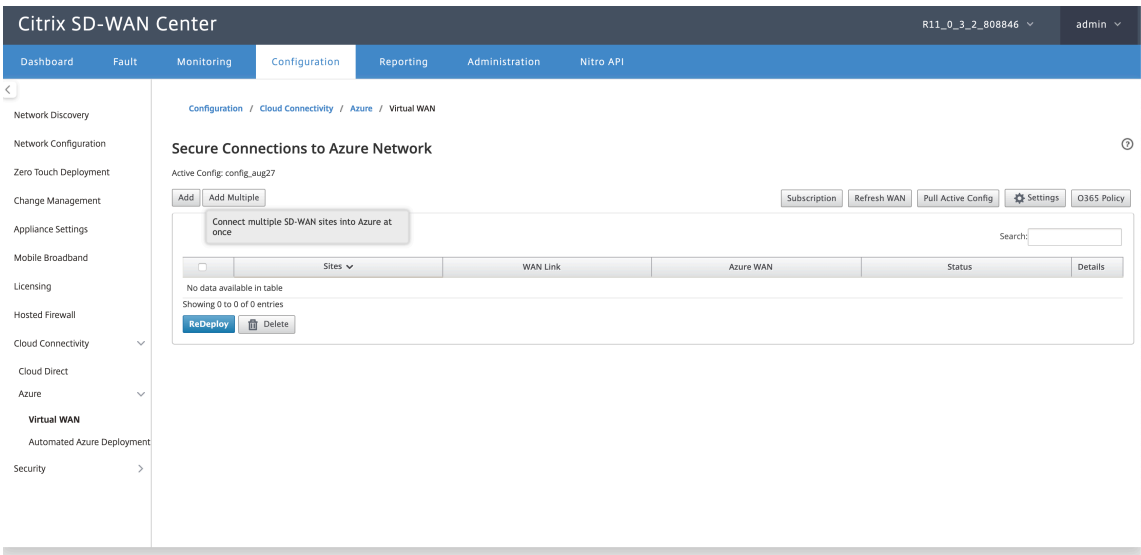 Citrix SD-WAN Center
R11_0_3_2_808846
admin
Dashboard Fault Monitoring Configuration Reporting Administration Nitro API
Network Discovery
Network Configuration
Zero Touch Deployment
Change Management
Appliance Settings
Mobile Broadband
Licensing
Hosted Firewall
Cloud Connectivity
Cloud Direct
Azure
Virtual WAN
Automated Azure Deployment
Security
Configuration / Cloud Connectivity / Azure / Virtual WAN
Secure Connections to Azure Network
Active Config: config_aug27
Add Add Multiple Subscription Refresh WAN Pull Active Config Settings O365 Policy
Connect multiple SD-WAN sites into Azure at
once
Search:
Sites WAN Link Azure WAN Status Details
No data available in table
Showing 0 to 0 of 0 entries
ReDeploy Delete